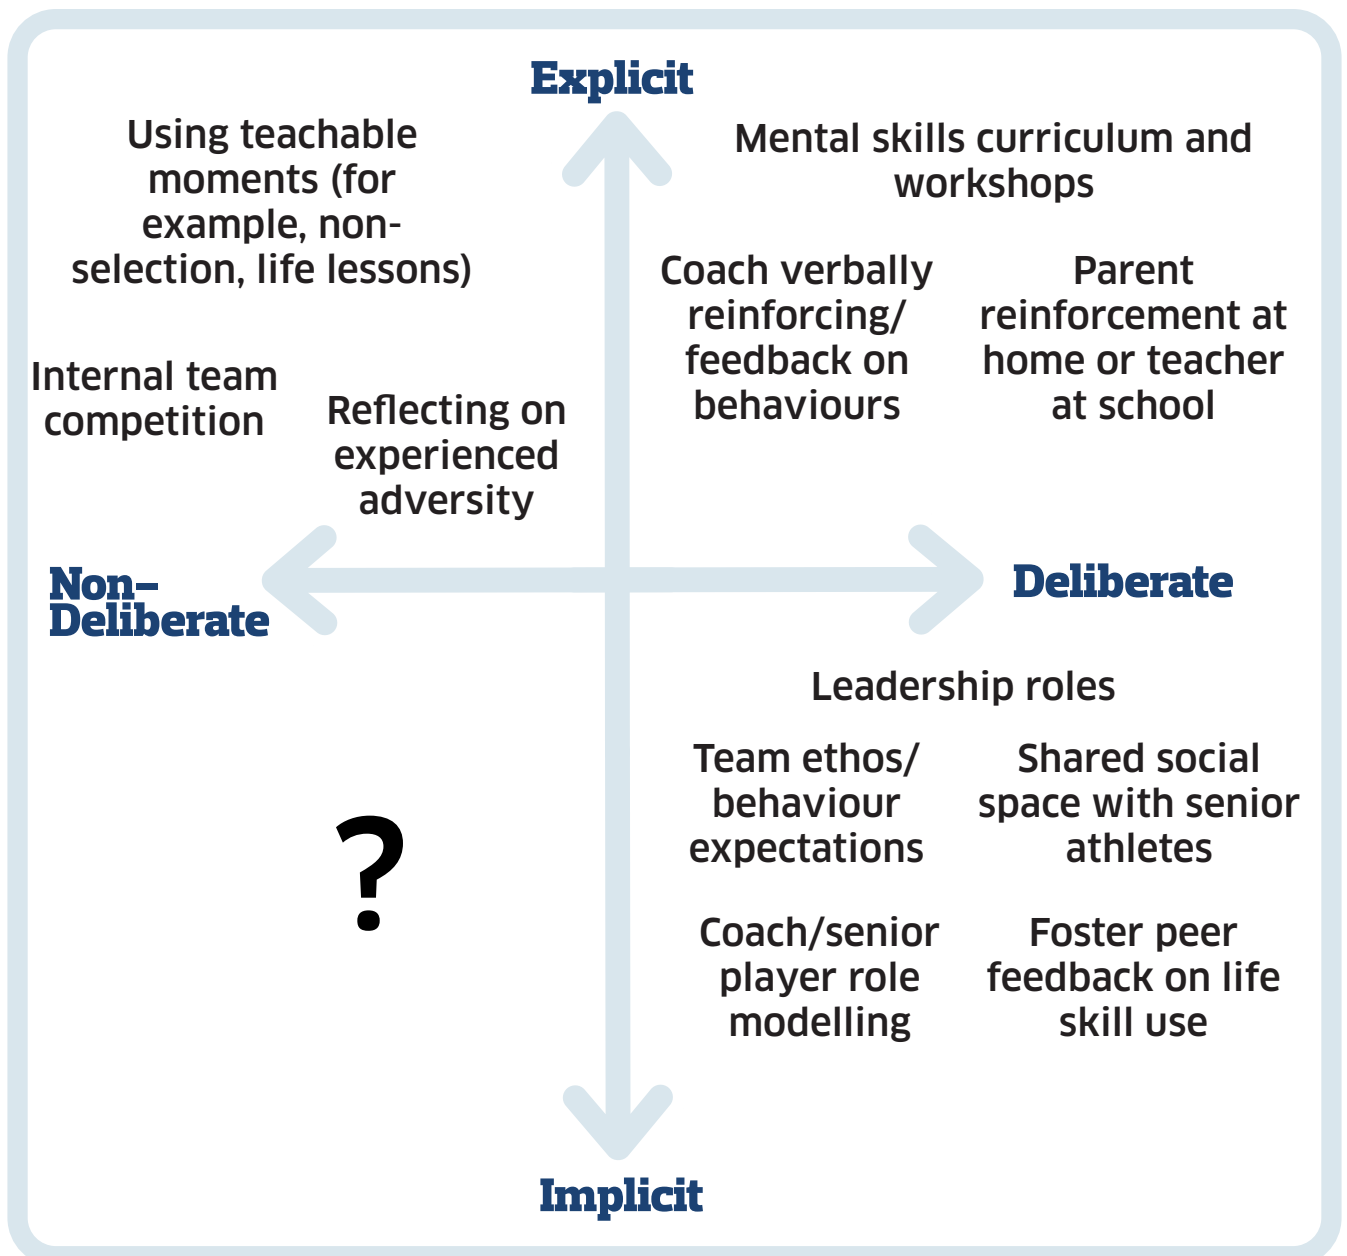 Explicit
Using teachable
moments (for
example, non-
selection, life lessons)
Mental skills curriculum and
workshops
Coach verbally
reinforcing/
feedback on
behaviours
Parent
reinforcement at
home or teacher
at school
Internal team
competition
Reflecting on
experienced
adversity
Non-
Deliberate
Deliberate
Leadership roles
Team ethos/
behaviour
expectations
Shared social
space with senior
athletes
?
Coach/senior
player role
modelling
Foster peer
feedback on life
skill use
Implicit